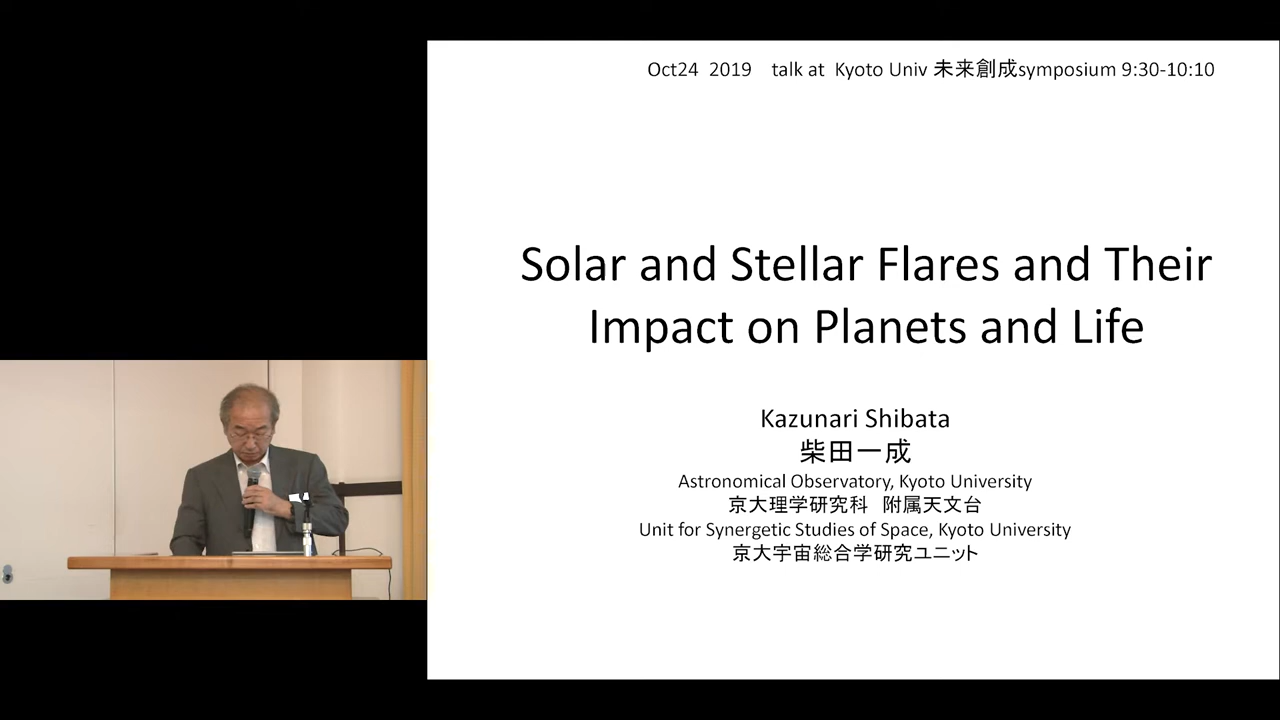 Oct24 2019 talk at Kyoto Univ 未来創成symposium 9:30-10:10
Solar and Stellar Flares and Their
Impact on Planets and Life
Kazunari Shibata
柴田一成
Astronomical Observatory, Kyoto University
京大理学研究科 附属天文台
Unit for Synergetic Studies of Space, Kyoto University
京大宇宙総合学研究ユニット